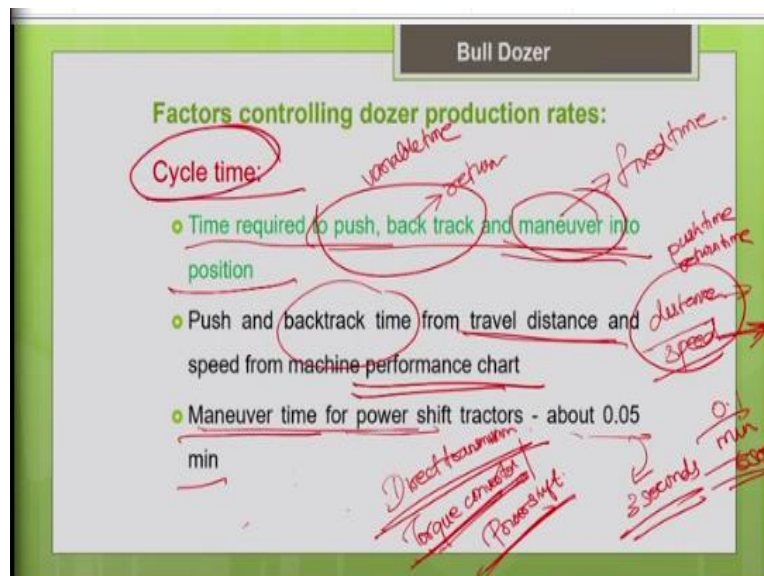 Bull Dozer
Factors controlling dozer production rates:
variable time
return
fixed time.
Cycle time:
Time required to push, back track and maneuver into
position
push time
return time
Push and backtrack time from travel distance and
distance
speed
speed from machine performance chart
Maneuver time for power shift tractors - about 0.05
min
3 seconds
min
Direct transmission
Torque converter
Powershift.